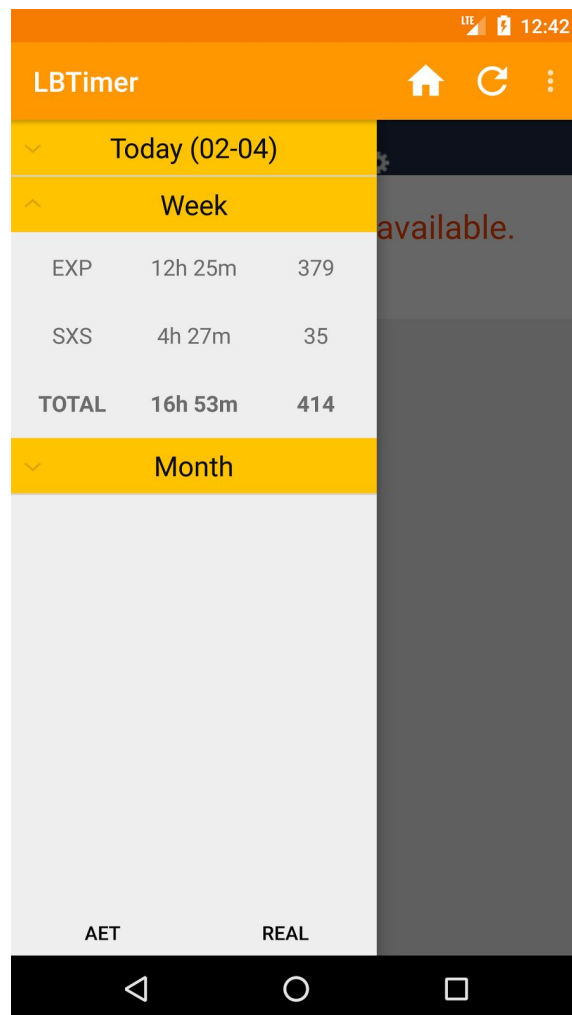 LTE 12:42
LBTimer
Today (02-04)
Week
available.
EXP 12h 25m 379
SXS 4h 27m 35
TOTAL 16h 53m 414
Month
AET REAL